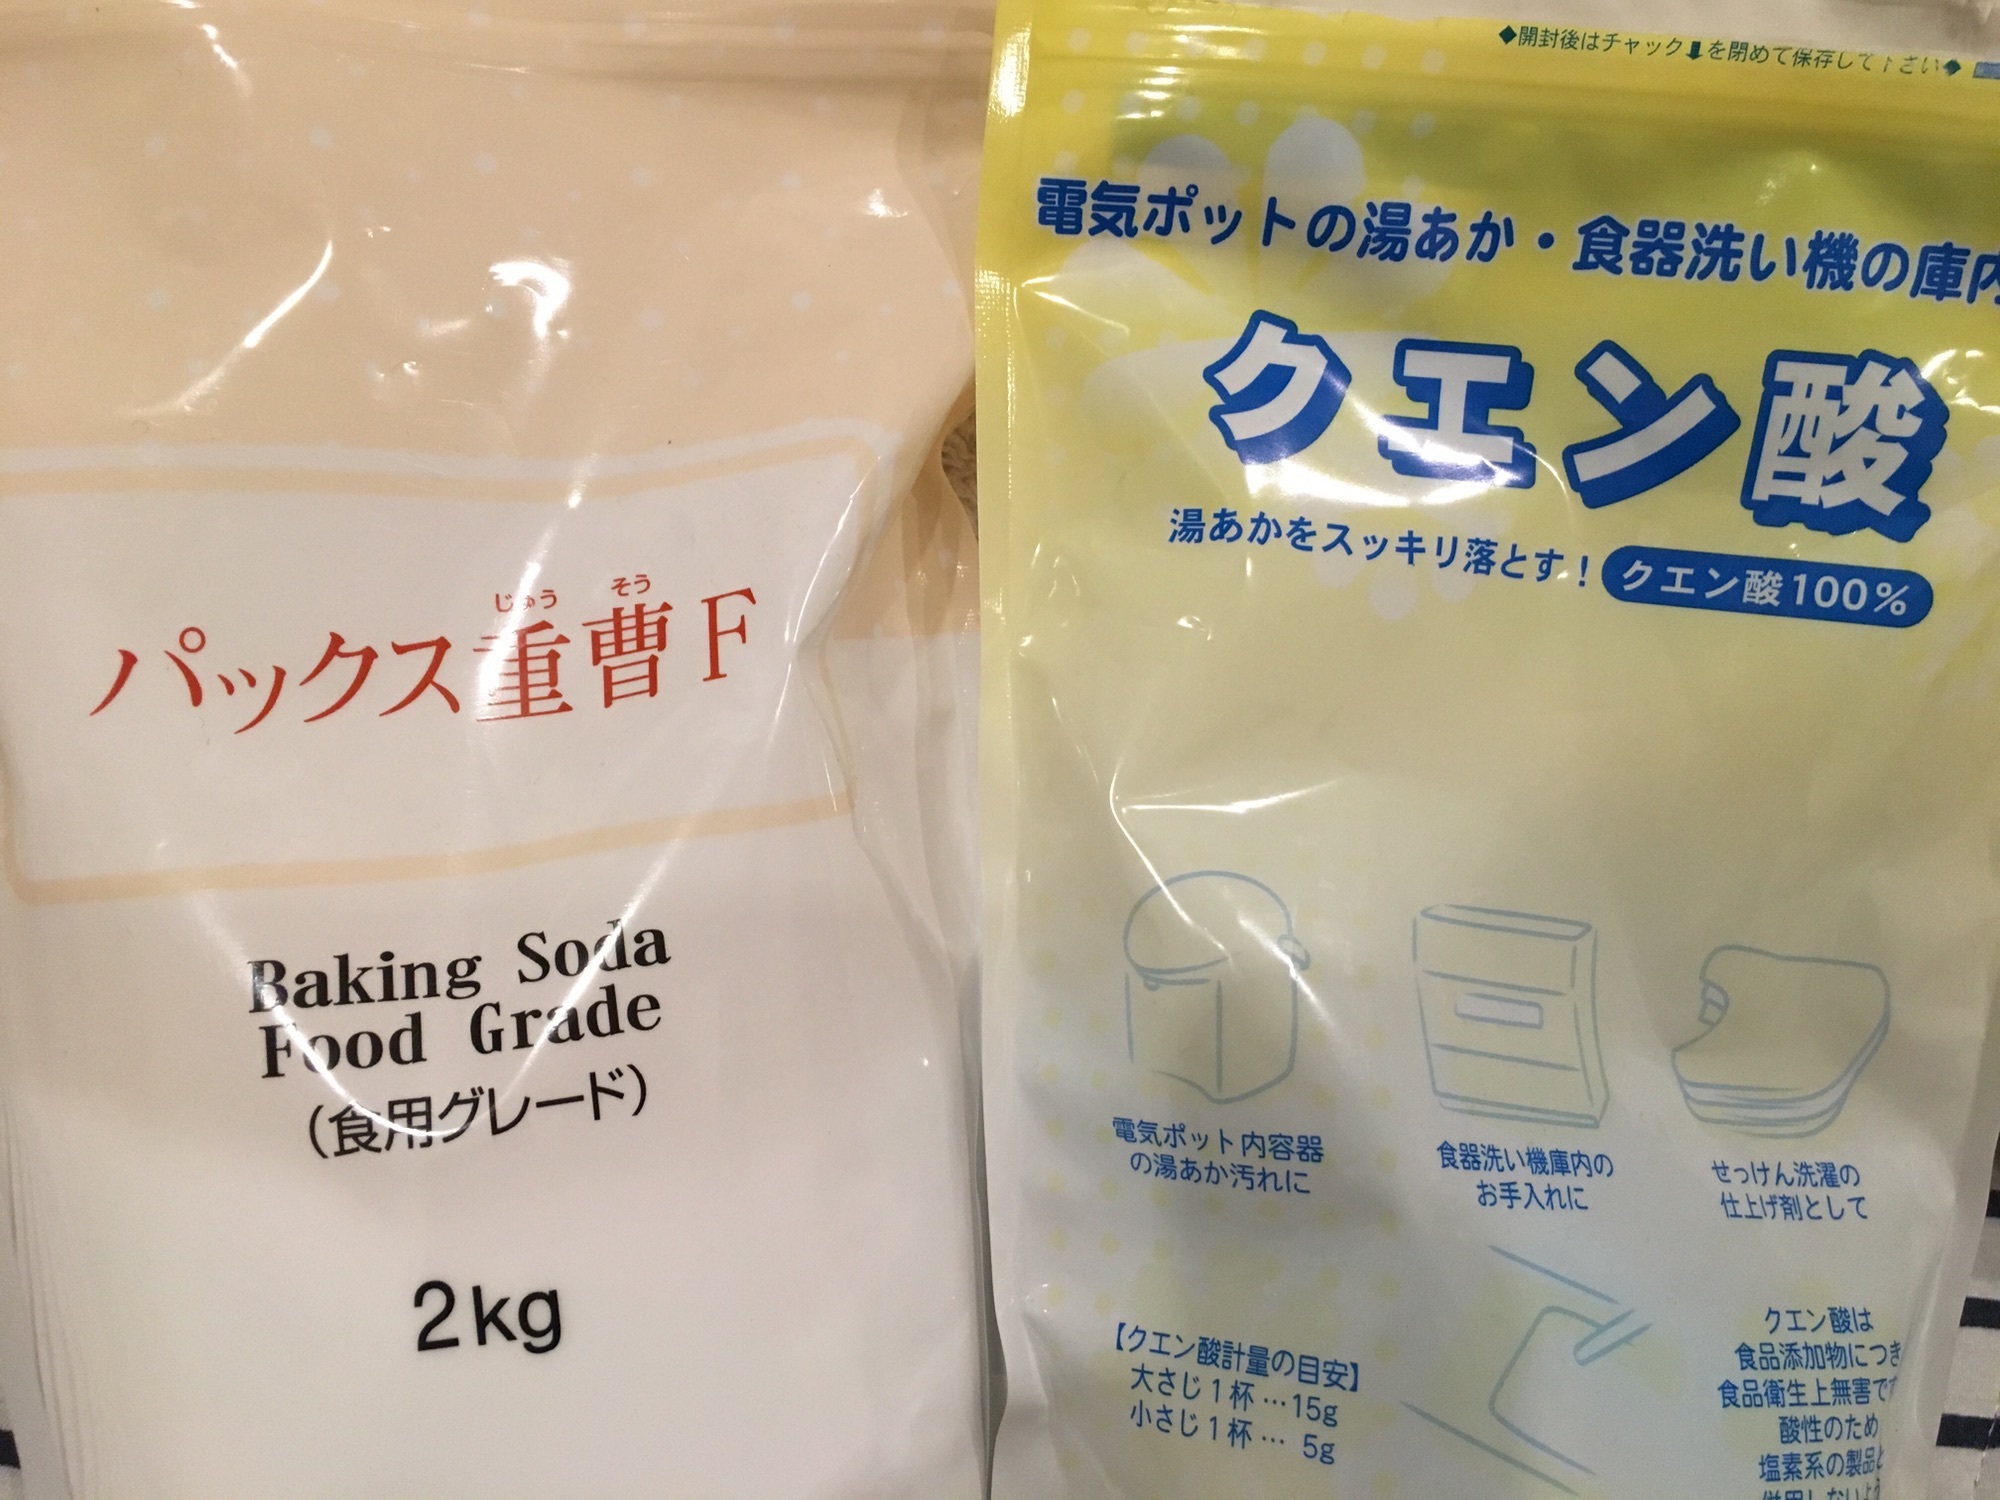 じゅう そう
パックス重曹F
Baking Soda
Food Grade
(食用グレード)
2kg
◆開封後はチャック⬇を閉めて保存して下さい◆
電気ポットの湯あか・食器洗い機の庫内
クエン酸
湯あかをスッキリ落とす!
クエン酸100%
電気ポット内容器
の湯あか汚れに
食器洗い機庫内の
お手入れに
せっけん洗濯の
仕上げ剤として
【クエン酸計量の目安】
大さじ1杯…15g
小さじ1杯… 5g
クエン酸は
食品添加物につき
食品衛生上無害で
酸性のため
塩素系の製品と
併用しないよう